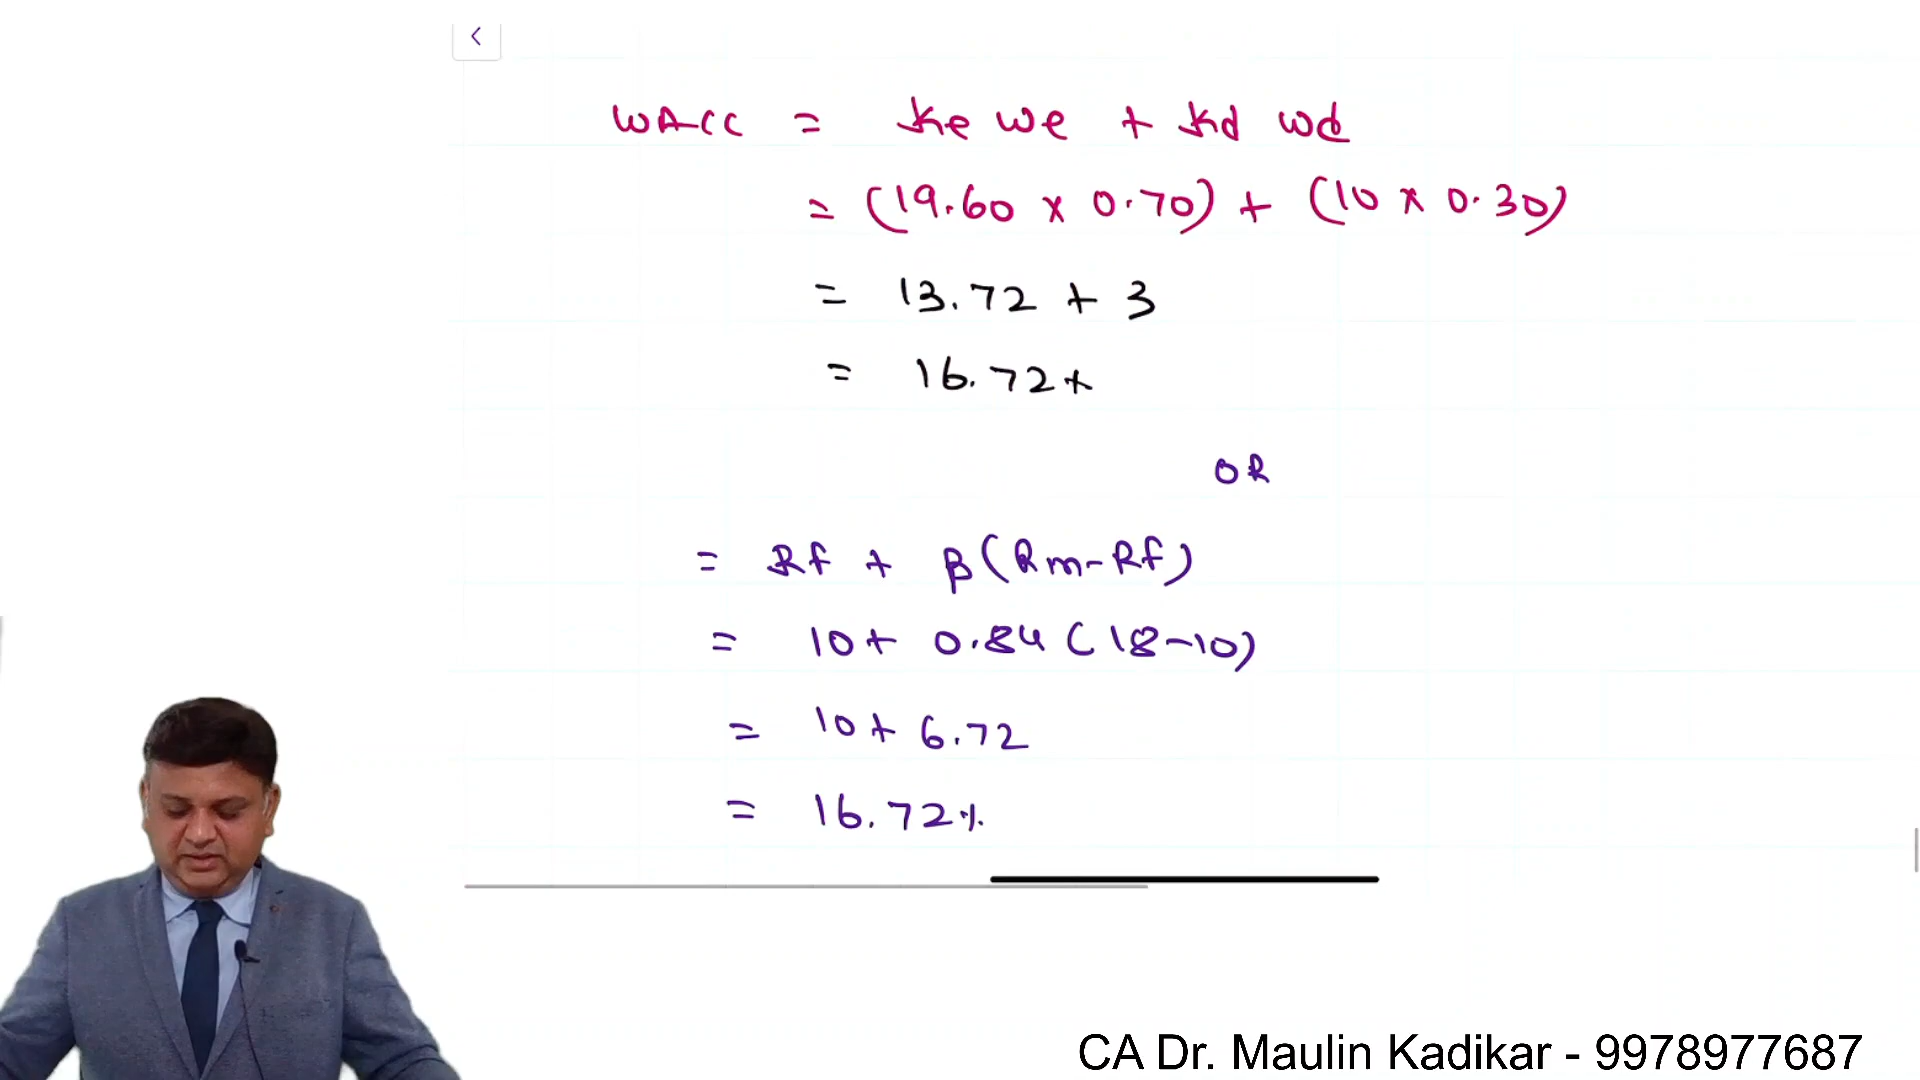 WACC = Ke We + Kd Wd
= (19.60 x 0.70) + (10 x 0.30)
= 13.72 + 3
= 16.72%
OR
= Rf + β(Rm-Rf)
= 10 + 0.84 (18-10)
= 10 + 6.72
= 16.72%
CA Dr. Maulin Kadikar - 9978977687